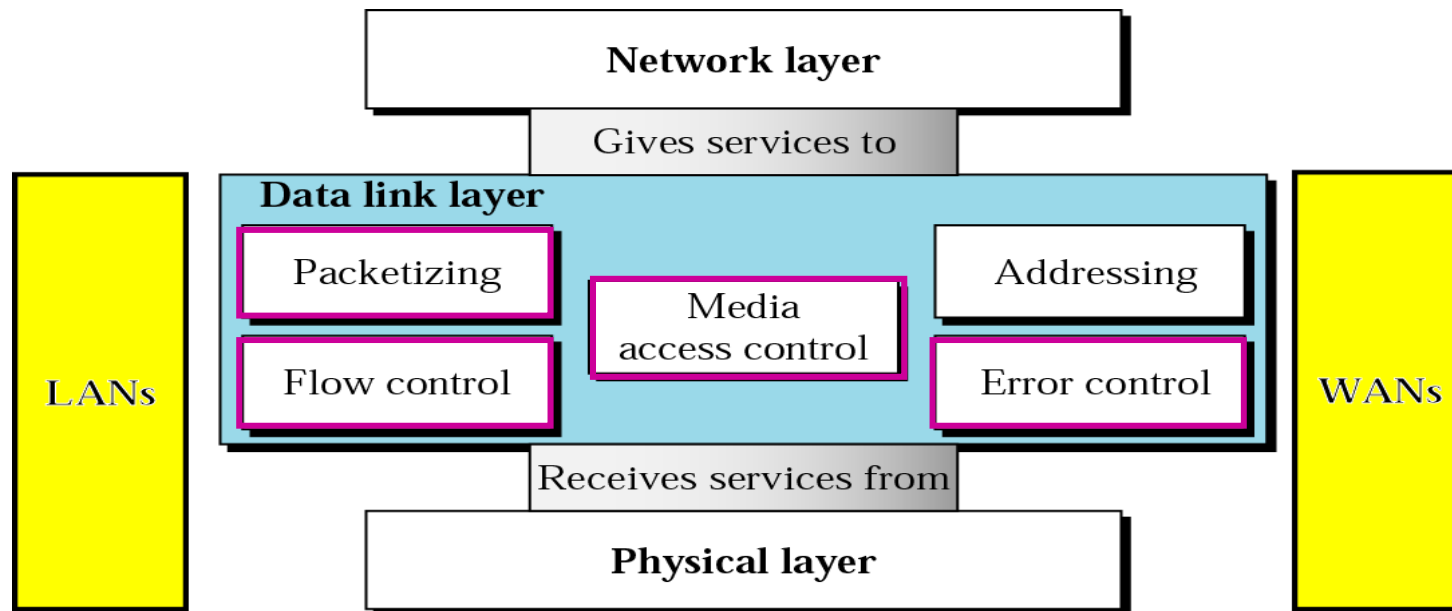 Network layer
Gives services to
Data link layer
Packetizing
Addressing
Media
access control
Flow control
Error control
LANs
WANs
Receives services from
Physical layer